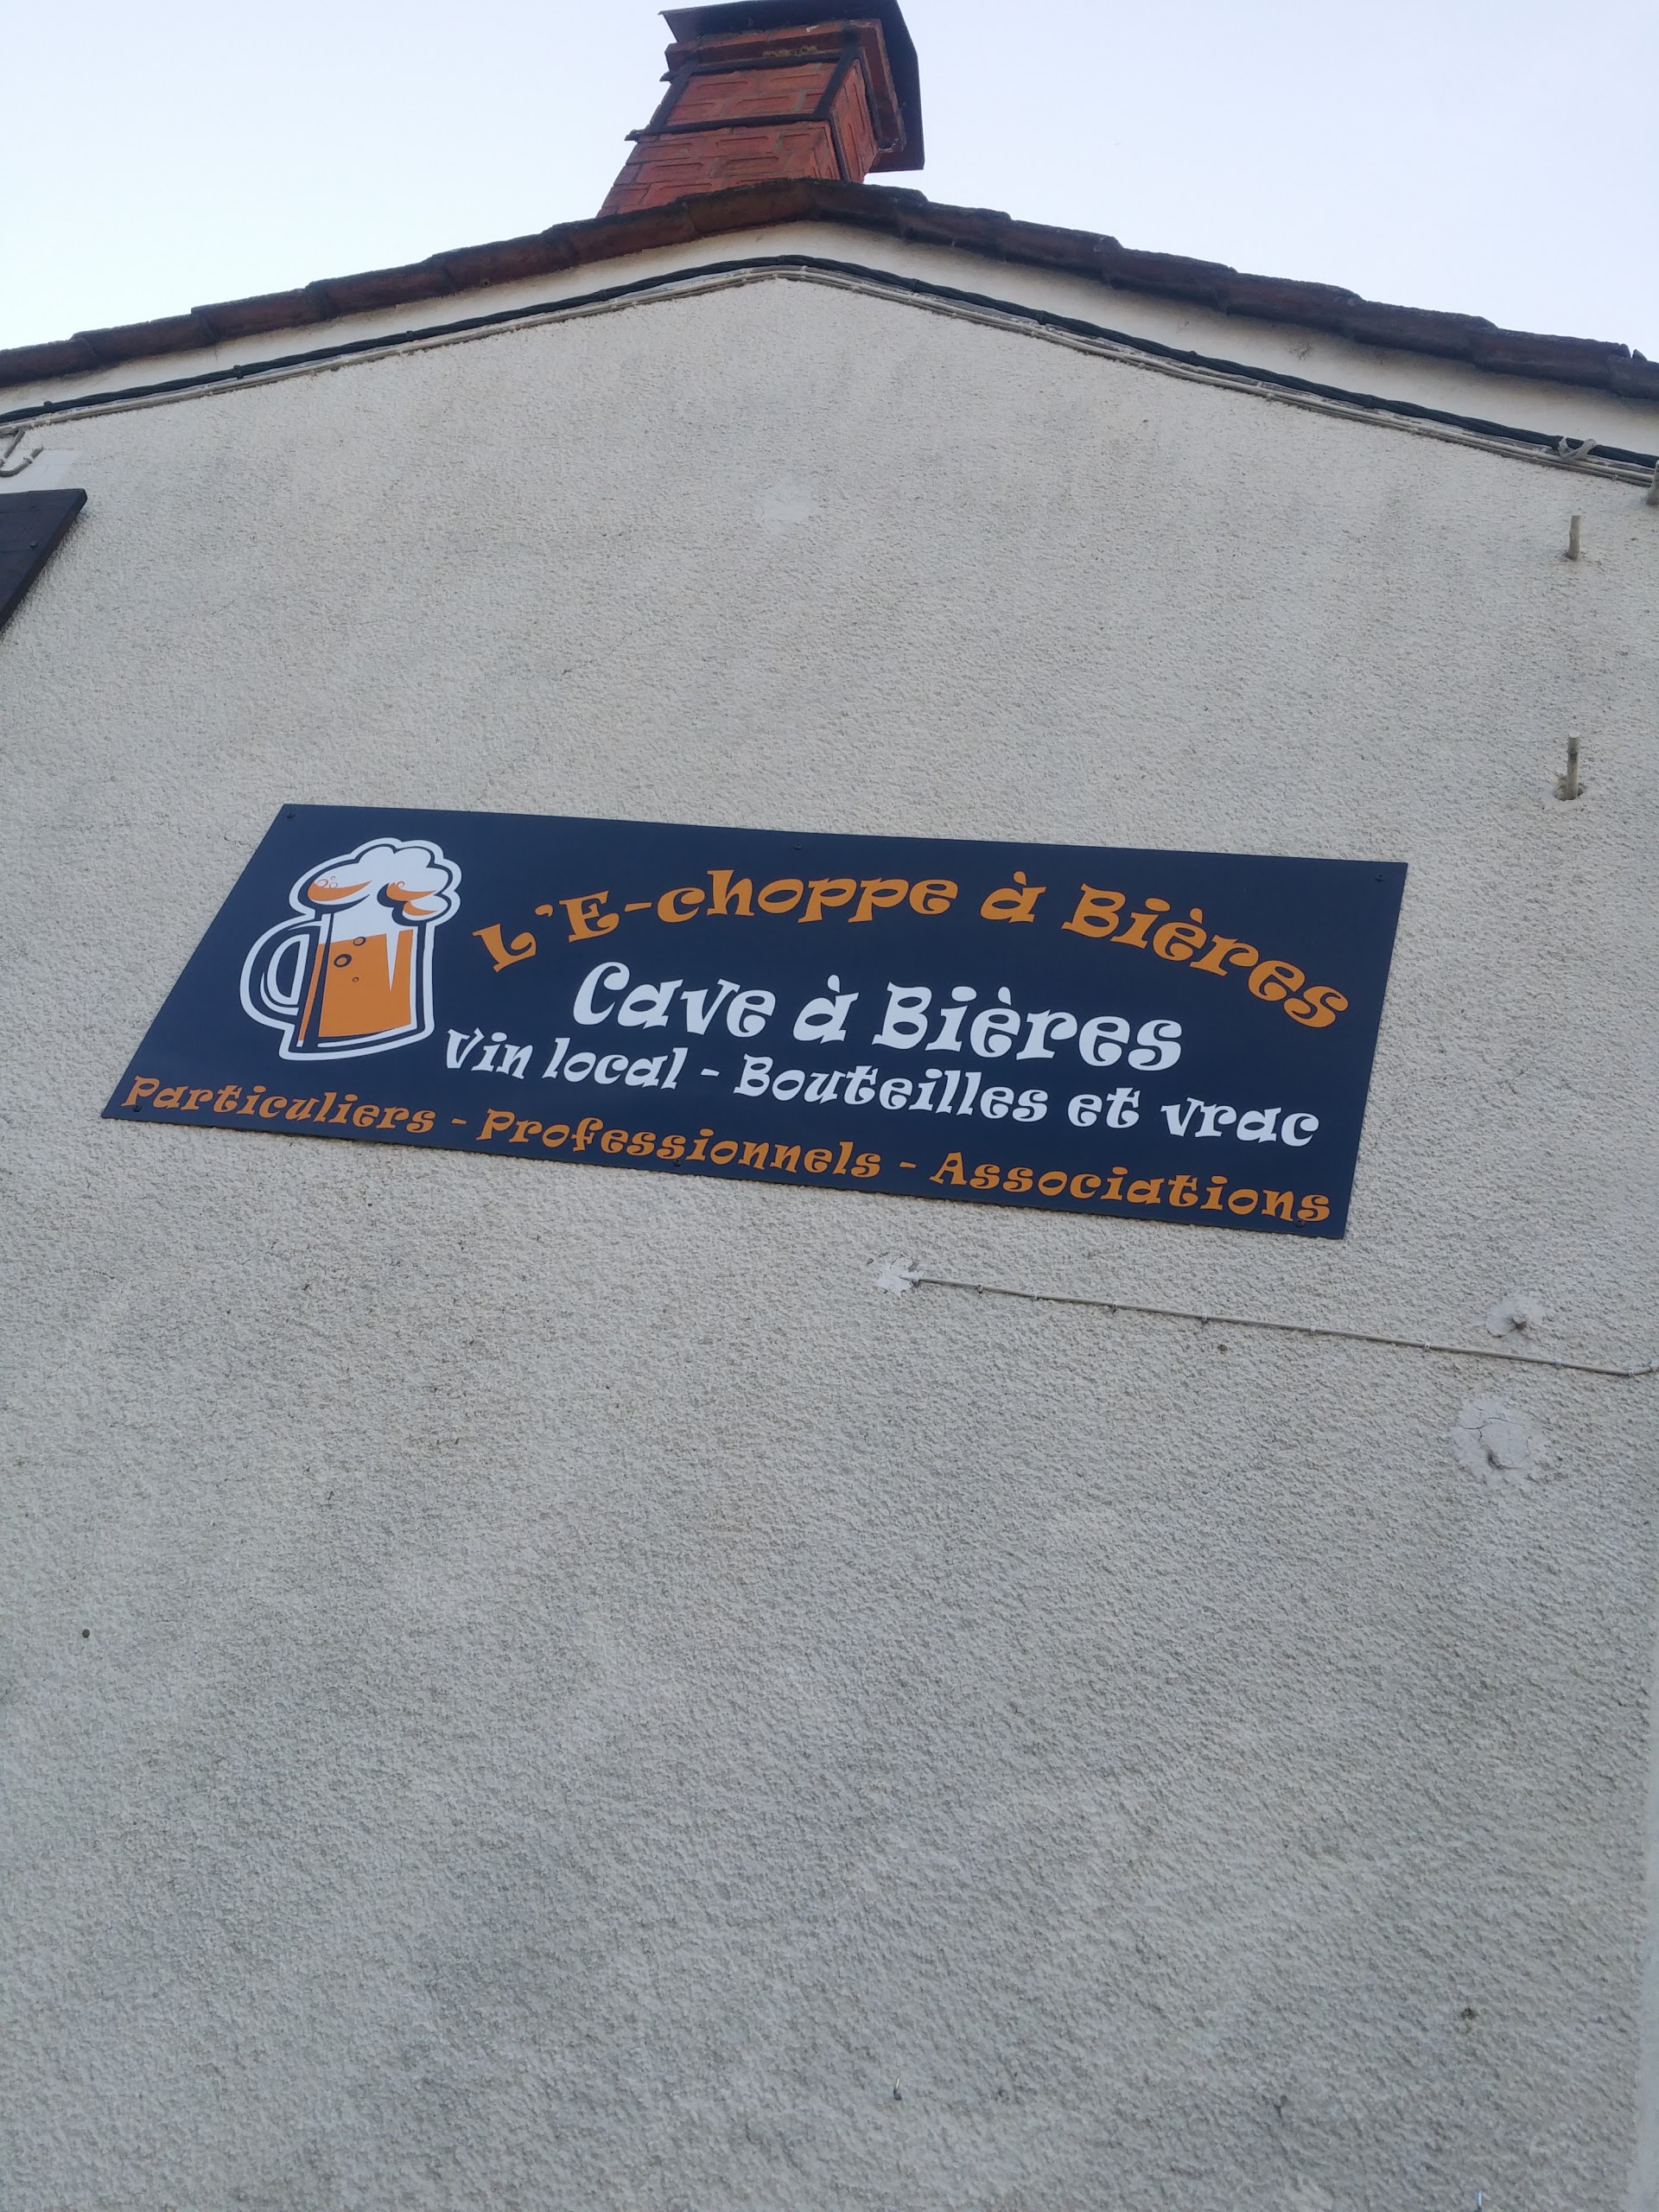 L'E-choppe à Bières
Cave à Bières
Vin local - Bouteilles et vrac
Particuliers - Professionnels - Associations